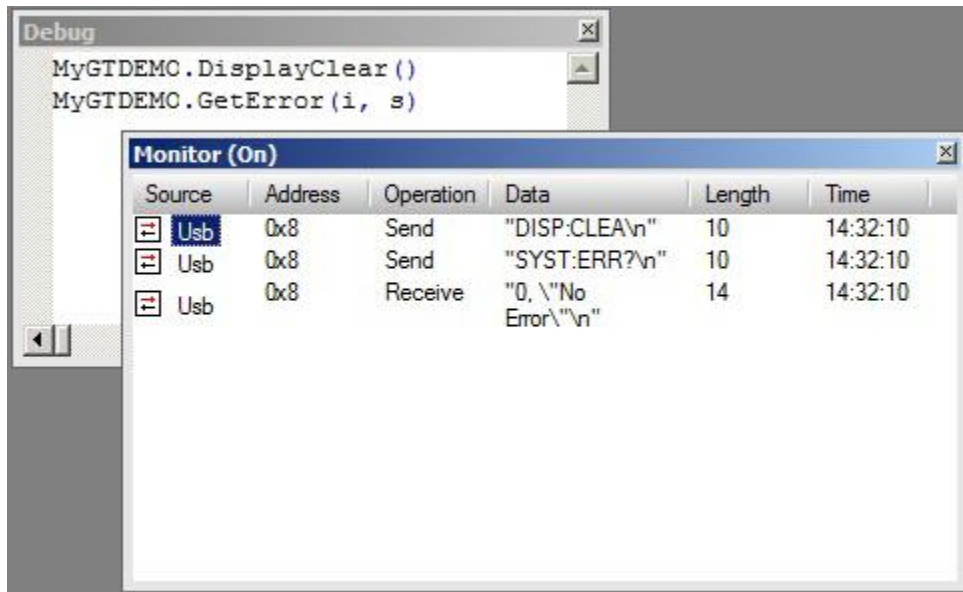 Debug
MyGTDEMO.DisplayClear()
MyGTDEMO.GetError(i, s)
Monitor (On)
Source Address Operation Data Length Time
Usb 0x8 Send "DISP:CLEA\n" 10 14:32:10
Usb 0x8 Send "SYST:ERR?\n" 10 14:32:10
Usb 0x8 Receive "0, \"No 14 14:32:10
Error\"\n"